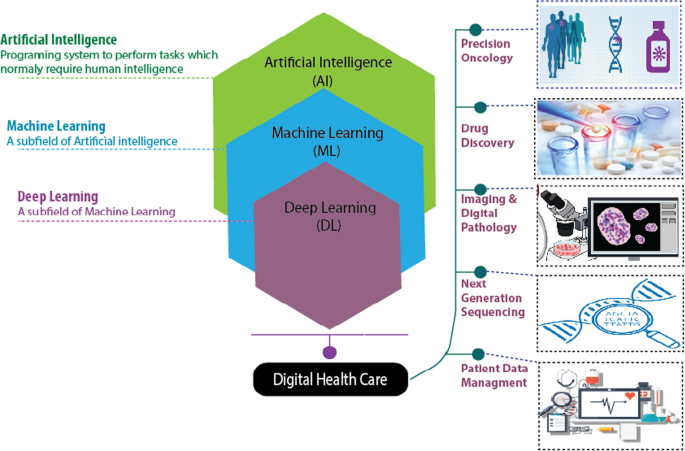 Artificial Intelligence
Programing system to perform tasks which
normaly require human intelligence
Machine Learning
A subfield of Artificial intelligence
Deep Learning
A subfield of Machine Learning
Artificial Intelligence
(AI)
Machine Learning
(ML)
Deep Learning
(DL)
Digital Health Care
Precision
Oncology
Drug
Discovery
Imaging &
Digital
Pathology
Next
Generation
Sequencing
Patient Data
Managment